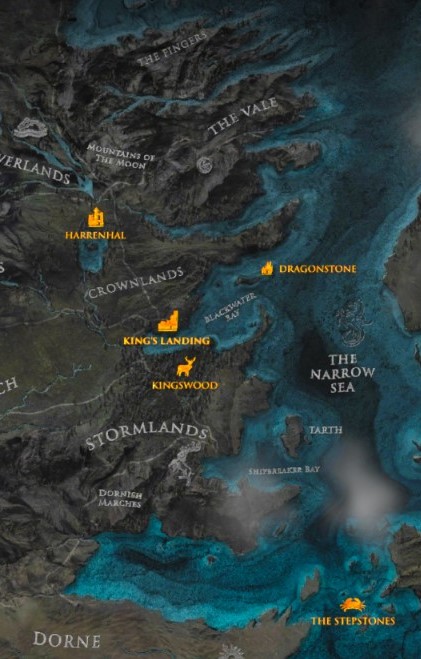 THE FINGERS
THE VALE
MOUNTAINS OF
THE MOON
VERLANDS
HARRENHAL
DRAGONSTONE
CROWNLANDS
BLACKWATER
BAY
KING'S LANDING
THE
NARROW
SEA
KINGSWOOD
CH
STORMLANDS
TARTH
SHIPBREAKER BAY
DORNISH
MARCHES
THE STEPSTONES
DORNE